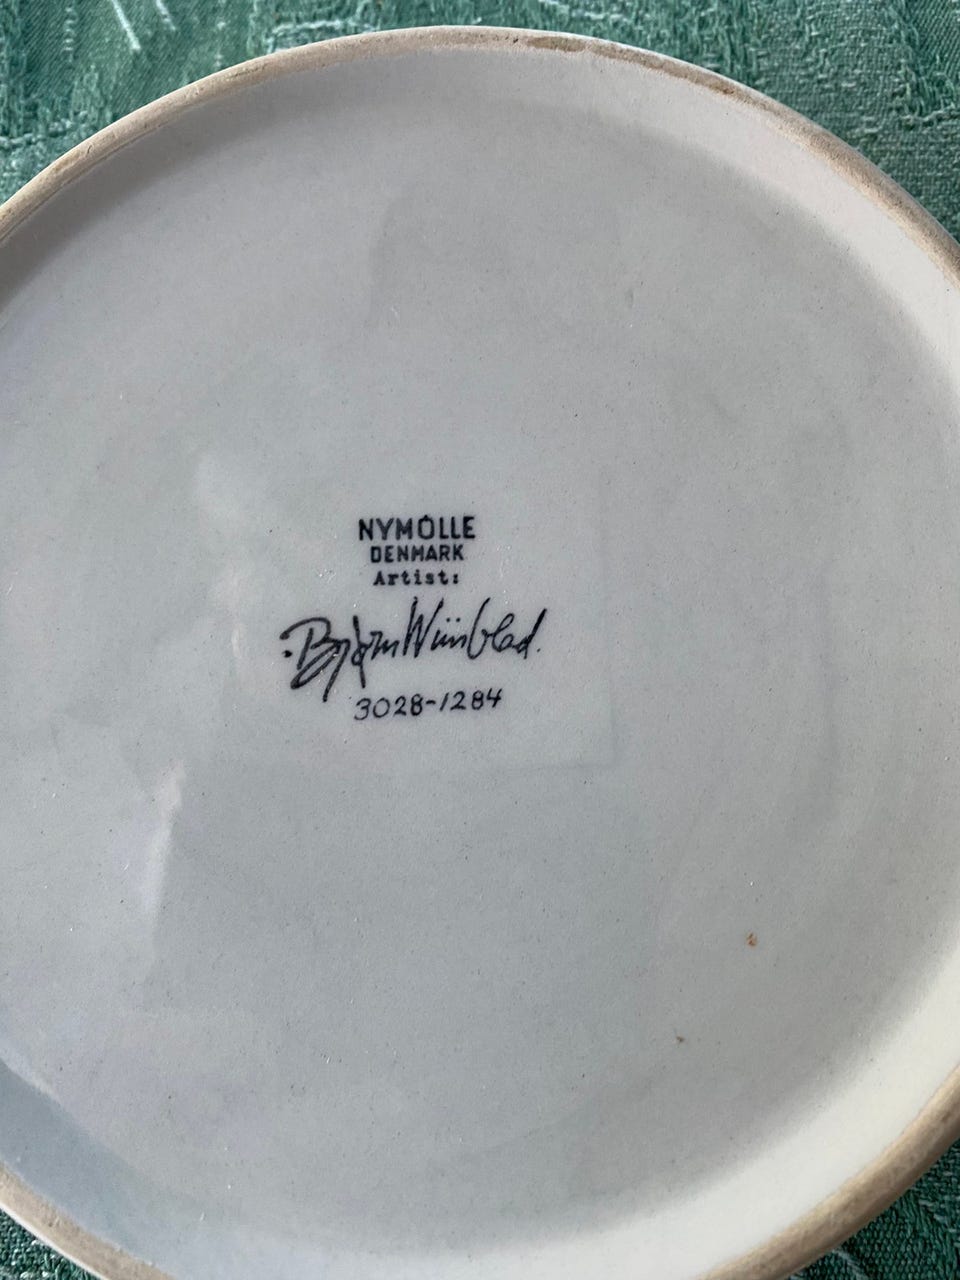 NYMÖLLE
DENMARK
Artist:
Bjørn Wiinblad.
3028-1284